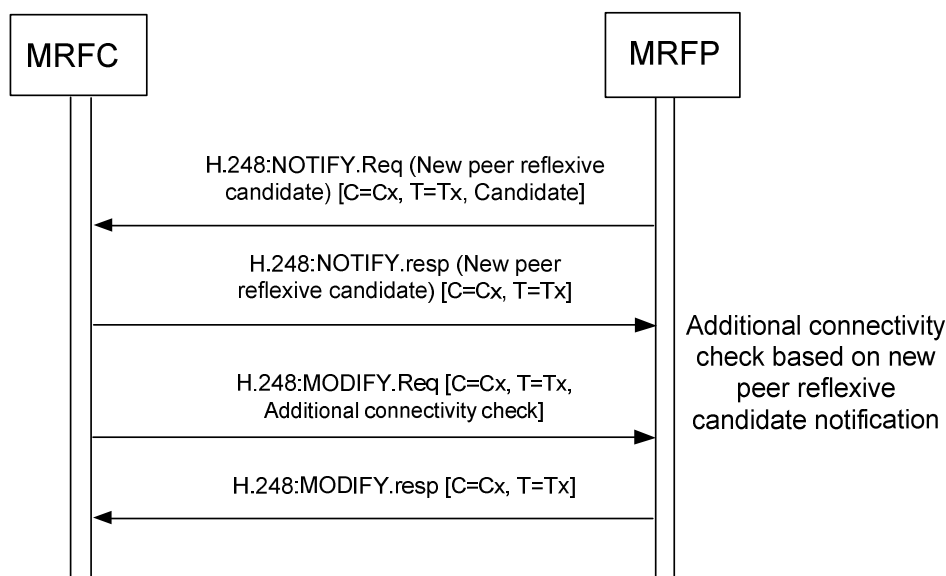 MRFC
MRFP
H.248:NOTIFY.Req (New peer reflexive
candidate) [C=Cx, T=Tx, Candidate]
H.248:NOTIFY.resp (New peer
reflexive candidate) [C=Cx, T=Tx]
Additional connectivity
check based on new
peer reflexive
candidate notification
H.248:MODIFY.Req [C=Cx, T=Tx,
Additional connectivity check]
H.248:MODIFY.resp [C=Cx, T=Tx]